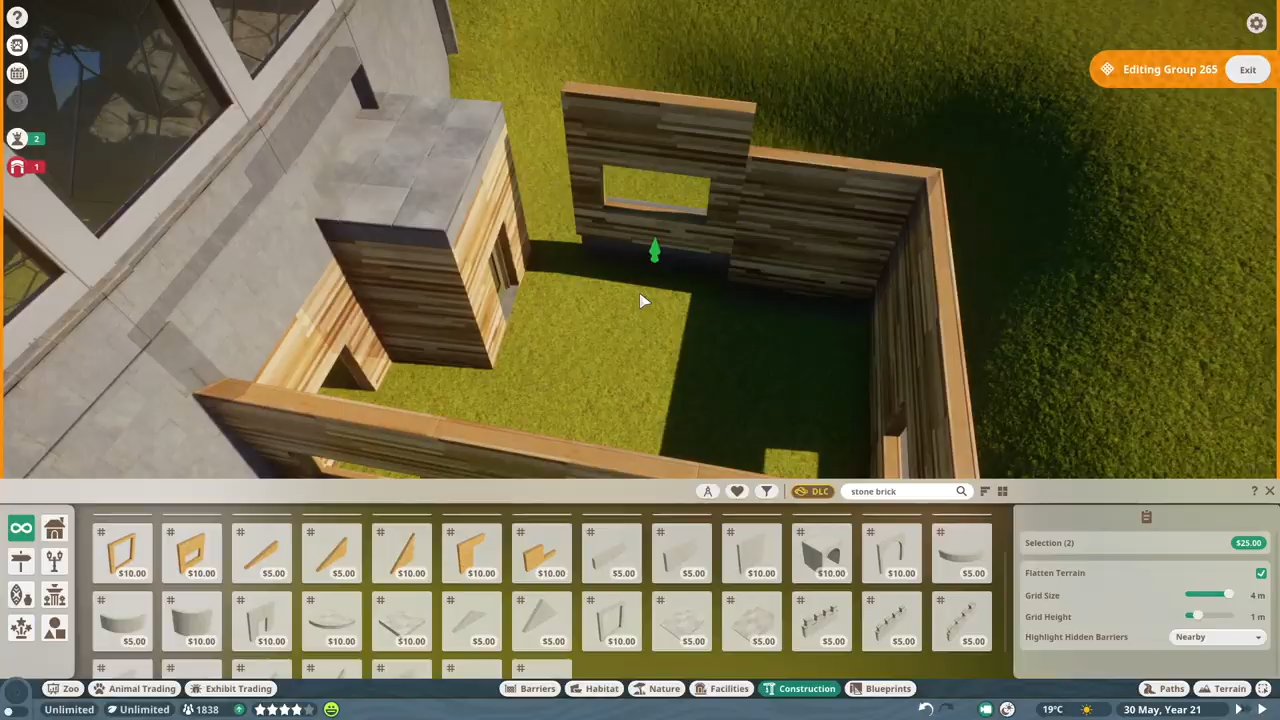 ?
2
1
Editing Group 265
Exit
DLC
stone brick
?
$10.00 $10.00 $5.00 $5.00 $10.00 $10.00 $10.00 $5.00 $5.00 $10.00 $10.00 $10.00 $5.00
$5.00 $10.00 $10.00 $5.00 $10.00 $5.00 $5.00 $10.00 $5.00 $5.00 $5.00 $5.00 $5.00
Selection (2)
$25.00
Flatten Terrain
Grid Size
4 m
Grid Height
1 m
Highlight Hidden Barriers
Nearby
Zoo
Animal Trading
Exhibit Trading
Barriers
Habitat
Nature
Facilities
Construction
Blueprints
Paths
Terrain
Unlimited
Unlimited
1838
19°C
30 May, Year 21